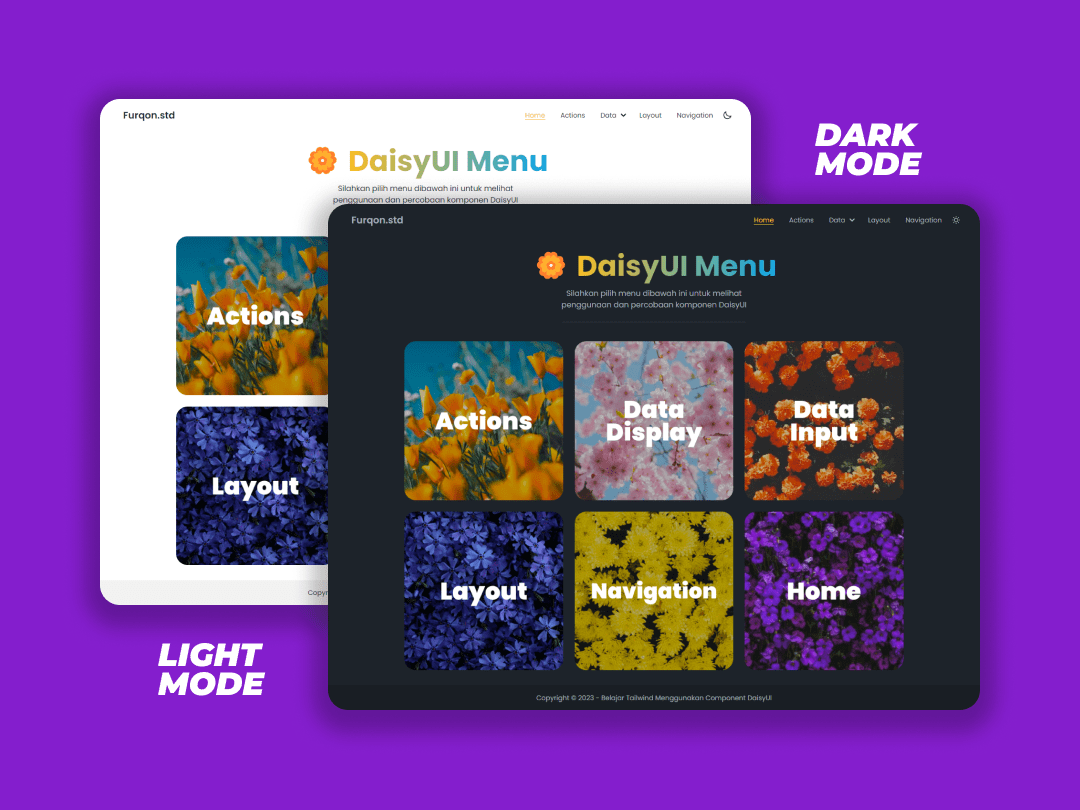 Furqon.std
Home Actions Data Layout Navigation
DaisyUI Menu
Silahkan pilih menu dibawah ini untuk melihat
penggunaan dan percobaan komponen DaisyUI
Actions
Layout
LIGHT
MODE
DARK
MODE
Furqon.std
Home Actions Data Layout Navigation
DaisyUI Menu
Silahkan pilih menu dibawah ini untuk melihat
penggunaan dan percobaan komponen DaisyUI
Actions
Data
Display
Data
Input
Layout
Navigation
Home
Copyright © 2023 - Belajar Tailwind Menggunakan Component DaisyUI